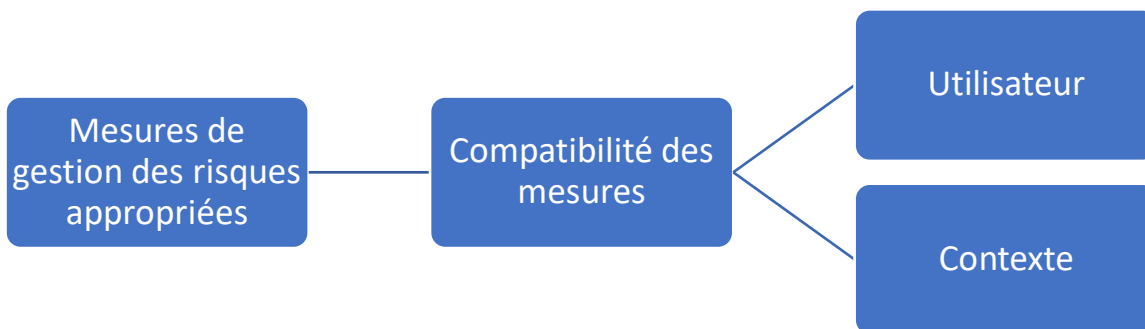 Mesures de
gestion des risques
appropriées
Compatibilité des
mesures
Utilisateur
Contexte